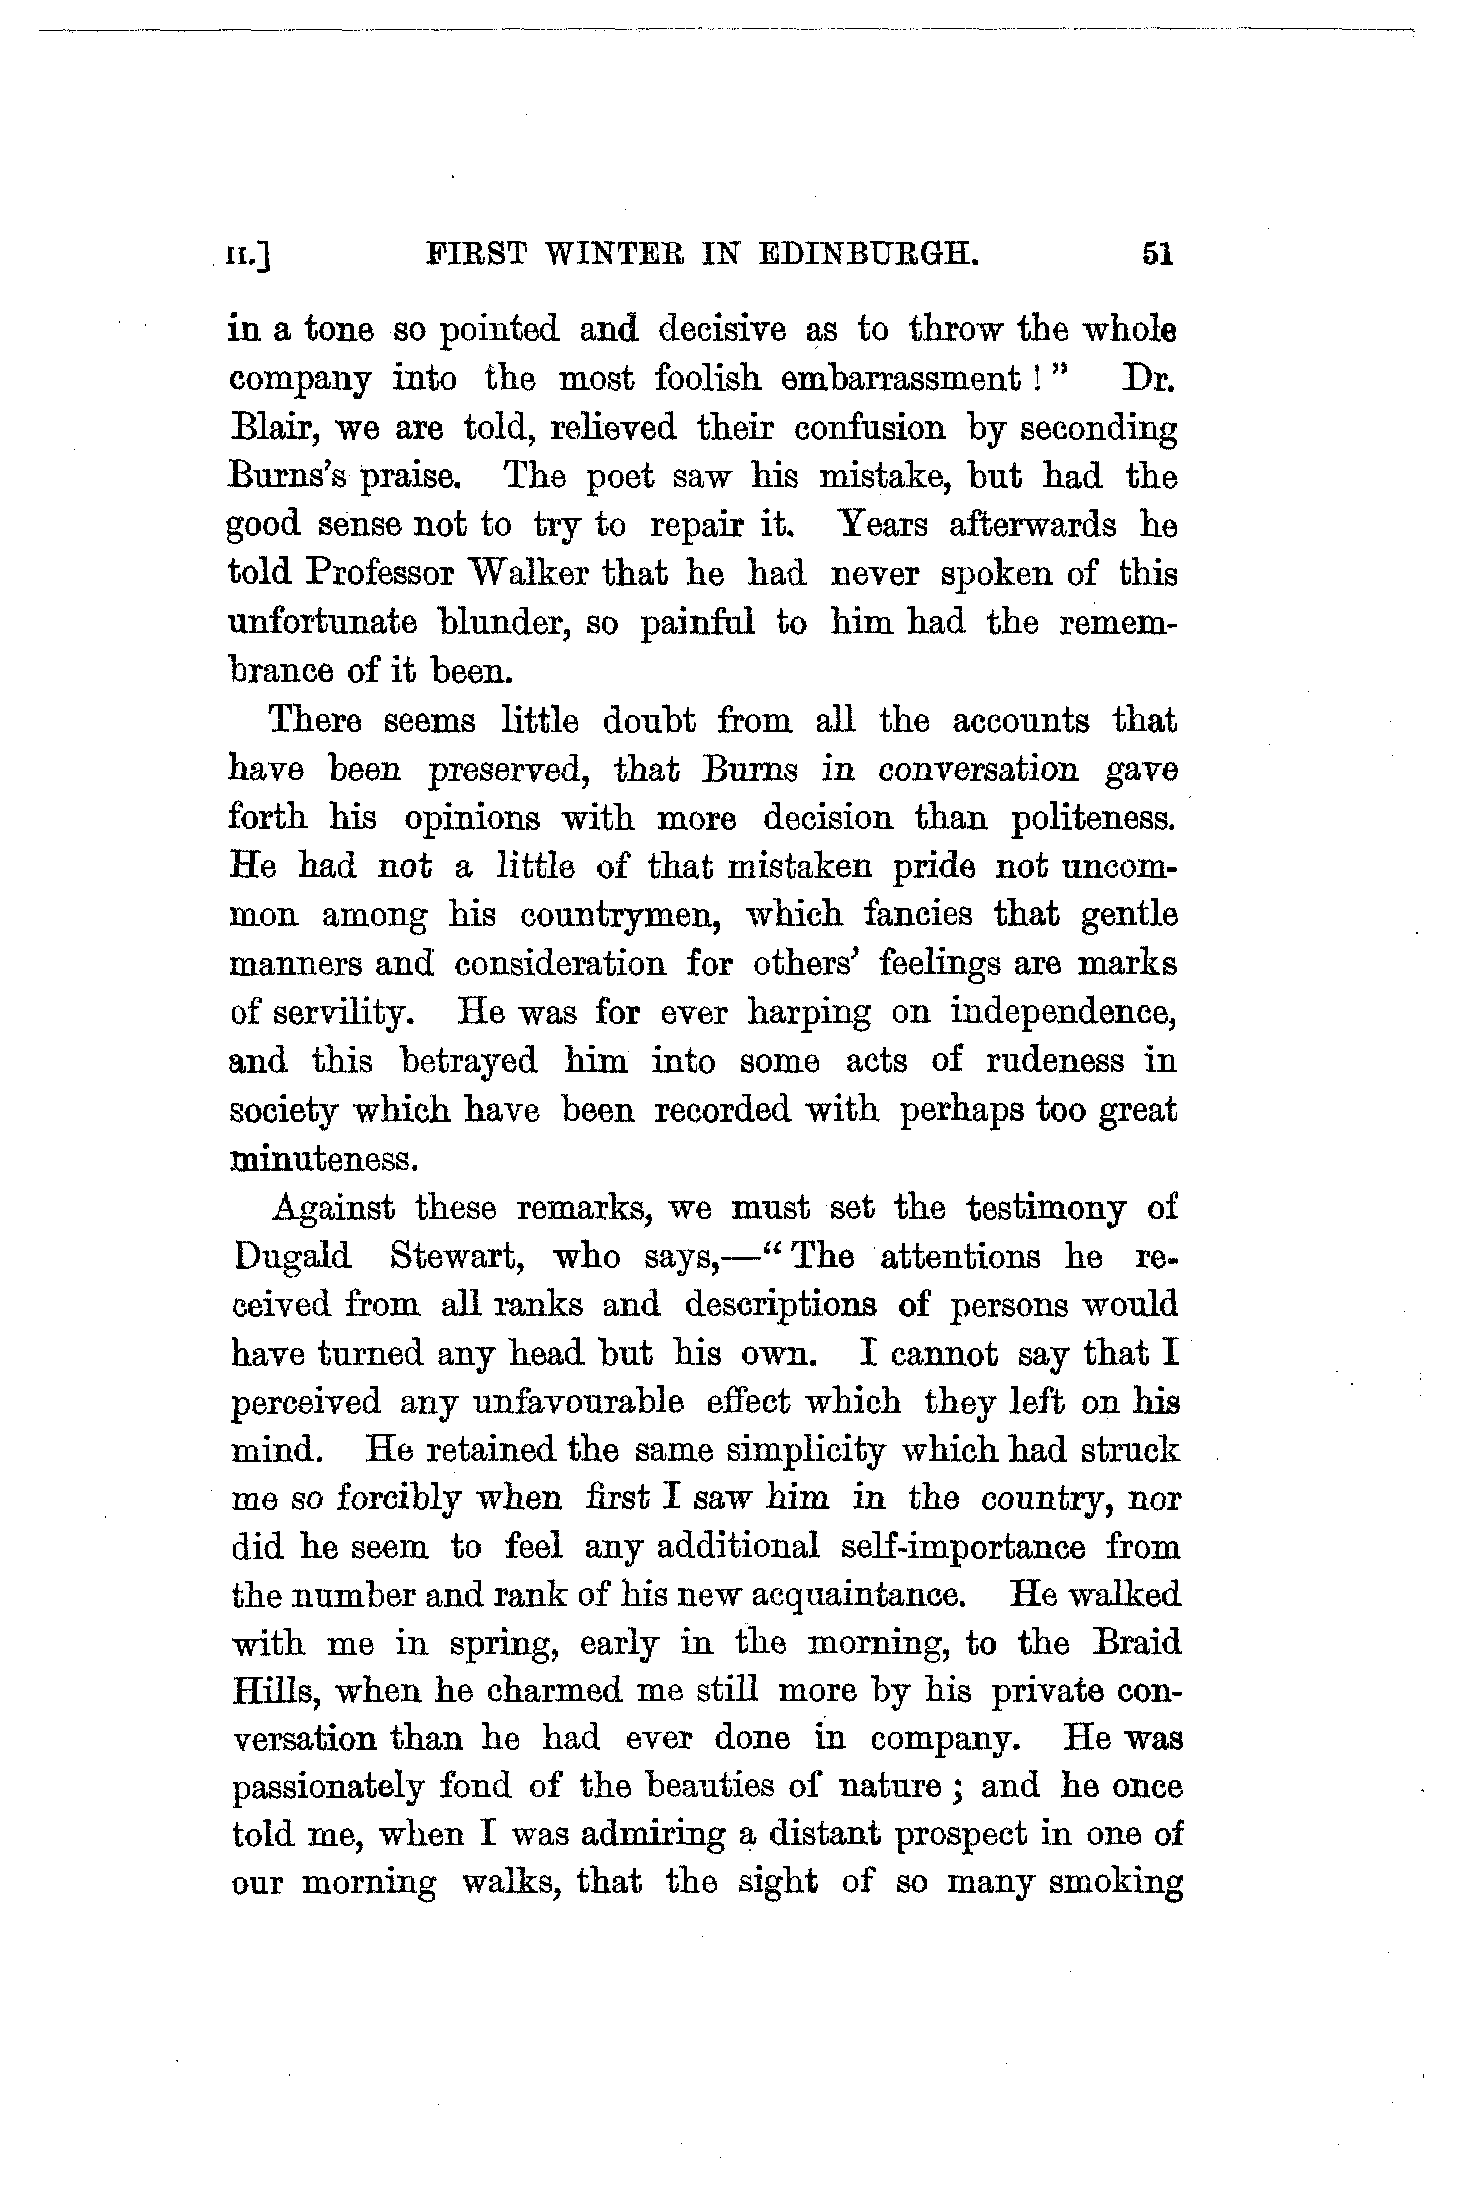 II.] FIRST WINTER IN EDINBURGH. 51
in a tone so pointed and decisive as to throw the whole
company into the most foolish embarrassment ! ” Dr.
Blair, we are told, relieved their confusion by seconding
Burns’s praise. The poet saw his mistake, but had the
good sense not to try to repair it. Years afterwards he
told Professor Walker that he had never spoken of this
unfortunate blunder, so painful to him had the remem-
brance of it been.
There seems little doubt from all the accounts that
have been preserved, that Burns in conversation gave
forth his opinions with more decision than politeness.
He had not a little of that mistaken pride not uncom-
mon among his countrymen, which fancies that gentle
manners and consideration for others’ feelings are marks
of servility. He was for ever harping on independence,
and this betrayed him into some acts of rudeness in
society which have been recorded with perhaps too great
minuteness.
Against these remarks, we must set the testimony of
Dugald Stewart, who says,—“ The attentions he re-
ceived from all ranks and descriptions of persons would
have turned any head but his own. I cannot say that I
perceived any unfavourable effect which they left on his
mind. He retained the same simplicity which had struck
me so forcibly when first I saw him in the country, nor
did he seem to feel any additional self-importance from
the number and rank of his new acquaintance. He walked
with me in spring, early in the morning, to the Braid
Hills, when he charmed me still more by his private con-
versation than he had ever done in company. He was
passionately fond of the beauties of nature ; and he once
told me, when I was admiring a distant prospect in one of
our morning walks, that the sight of so many smoking